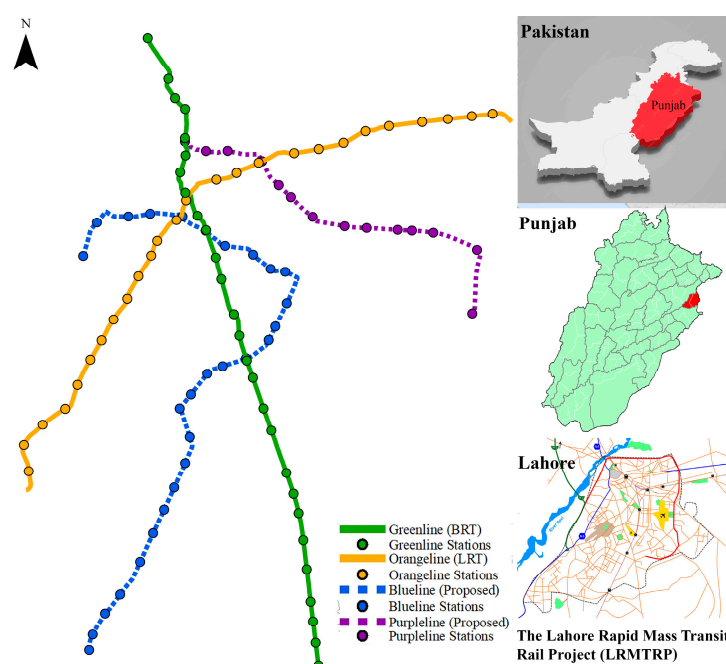 N
Pakistan
Punjab
Punjab
Lahore
Greenline (BRT)
Greenline Stations
Orangeline (LRT)
Orangeline Stations
Blueline (Proposed)
Blueline Stations
Purpleline (Proposed)
Purpleline Stations
The Lahore Rapid Mass Transit
Rail Project (LRMTRP)